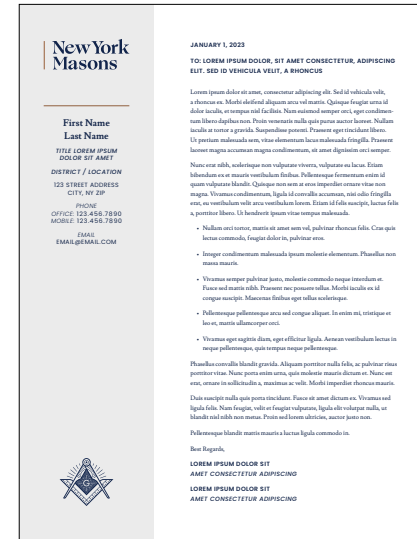 New York
Masons
First Name
Last Name
TITLE LOREM IPSUM
DOLOR SIT AMET
DISTRICT / LOCATION
123 STREET ADDRESS
CITY, NY ZIP
PHONE
OFFICE: 123.456.7890
MOBILE: 123.456.7890
EMAIL
EMAIL@EMAIL.COM
G
JANUARY 1, 2023
TO: LOREM IPSUM DOLOR, SIT AMET CONSECTETUR, ADIPISCING
ELIT. SED ID VEHICULA VELIT, A RHONCUS
Lorem ipsum dolor sit amet, consectetur adipiscing elit. Sed id vehicula velit,
a rhoncus ex. Morbi eleifend aliquam arcu vel mattis. Quisque feugiat urna id
dolor iaculis, et tempus nisl portitor. Nam euismod semper orci, eget condimen-
tum libero dapibus non. Proin venenatis nulla quis purus auctor laoreet. Nullam
iaculis at tortor a gravida. Suspendisse potenti. Praesent eget tincidunt libero.
Ut pretium malesuada sem, vitae elementum lacus malesuada fringilla. Praesent
laoreet magna accumsan magna condimentum, sit amet dignissim orci semper.
Nunc erat nibh, scelerisque non vulputate viverra, vulputate eu lacus. Etiam
bibendum ex et mauris vestibulum finibus. Pellentesque fermentum enim id
quam vulputate blandit. Quisque non sem at eros imperdiet ornare vitae non
magna. Vivamus condimentum, ligula id convallis accumsan, nisi odio fringilla
erat, eu vestibulum velit arcu vestibulum lorem. Etiam id felis suscipit, luctus felis
a, porttitor libero. Ut hendrerit ipsum vitae tempus malesuada.
• Nullam orci tortor, mattis sit amet sem vel, pulvinar rhoncus felis. Cras quis
lectus commodo, feugiat dolor in, pulvinar eros.
• Integer condimentum malesuada ipsum molestie elementum. Phasellus non
massa mauris.
• Vivamus semper pulvinar justo, molestie commodo neque interdum et.
Fusce sed mattis nibh. Praesent nec posuere tellus. Morbi iaculis ex id
congue suscipit. Maecenas finibus eget tellus scelerisque.
• Pellentesque pellentesque arcu sed congue aliquet. In enim mi, tristique et
leo et, mattis ullamcorper orci.
• Vivamus eget sagittis diam, eget efficitur ligula. Aenean vestibulum lectus in
neque pellentesque, quis tempus neque pellentesque.
Phasellus convallis blandit gravida. Aliquam porttitor nulla felis, ac pulvinar risus
porttitor vitae. Nunc porta enim urna, quis molestie mauris dictum er. Nunc est
erat, ornare in sollicitudin a, maximus ac velit. Morbi imperdiet rhoncus mauris.
Duis suscipit nulla quis porta tincidunt. Fusce sit amet dictum ex. Vivamus sed
ligula felis. Nam feugiat, velit et feugiat vulputate, ligula elit volutpat nulla, ut
blandit nisl nibh non metus. Proin sed lorem ultricies, auctor justo non.
Pellentesque blandit mattis mauris a luctus ligula commodo in.
Best Regards,
LOREM IPSUM DOLOR SIT
AMET CONSECTETUR ADIPISCING
LOREM IPSUM DOLOR SIT
AMET CONSECTETUR ADIPISCING